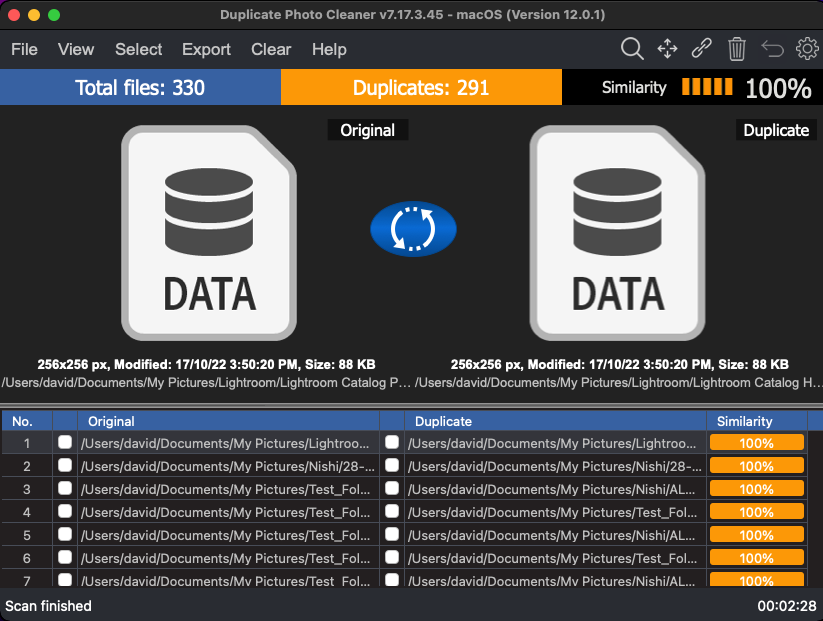 Duplicate Photo Cleaner v7.17.3.45 - macOS (Version 12.0.1)
File View Select Export Clear Help
Total files: 330 Duplicates: 291 Similarity 100%
Original Duplicate
DATA DATA
256x256 px, Modified: 17/10/22 3:50:20 PM, Size: 88 KB 256x256 px, Modified: 17/10/22 3:50:20 PM, Size: 88 KB
/Users/david/Documents/My Pictures/Lightroom/Lightroom Catalog P... /Users/david/Documents/My Pictures/Lightroom/Lightroom Catalog H...
No. Original Duplicate Similarity
1 /Users/david/Documents/My Pictures/Lightroo... /Users/david/Documents/My Pictures/Lightroo... 100%
2 /Users/david/Documents/My Pictures/Nishi/28-... /Users/david/Documents/My Pictures/Nishi/28-... 100%
3 /Users/david/Documents/My Pictures/Test_Fol... /Users/david/Documents/My Pictures/Nishi/AL... 100%
4 /Users/david/Documents/My Pictures/Test_Fol... /Users/david/Documents/My Pictures/Test_Fol... 100%
5 /Users/david/Documents/My Pictures/Test_Fol... /Users/david/Documents/My Pictures/Nishi/AL... 100%
6 /Users/david/Documents/My Pictures/Test_Fol... /Users/david/Documents/My Pictures/Test_Fol... 100%
7 /Users/david/Documents/My Pictures/Test_Fol... /Users/david/Documents/My Pictures/Nishi/AL... 100%
Scan finished 00:02:28